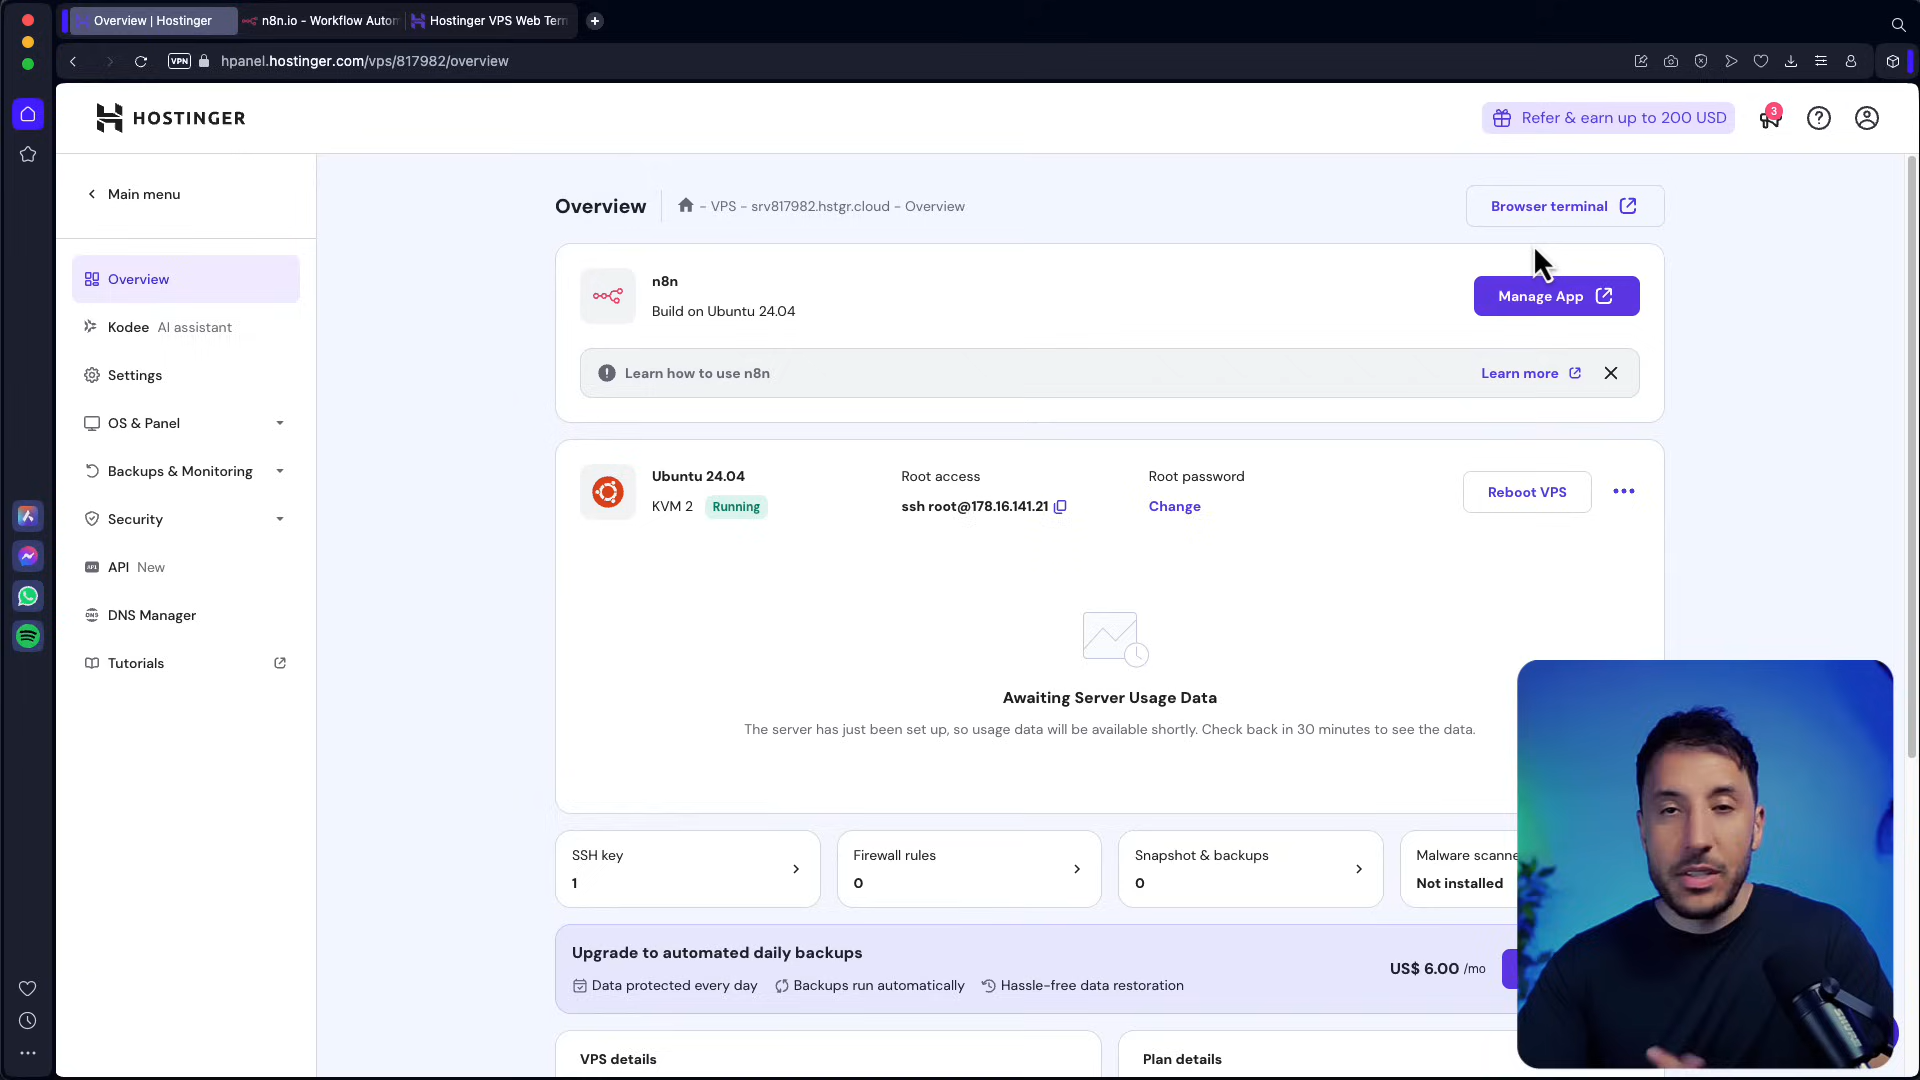 Overview | Hostinger
n8n.io - Workflow Autom
Hostinger VPS Web Tern
VPN
hpanel.hostinger.com/vps/817982/overview
HOSTINGER
Refer & earn up to 200 USD
3
Main menu
Overview
- VPS - srv817982.hstgr.cloud - Overview
Browser terminal
Overview
Kodee AI assistant
Settings
OS & Panel
Backups & Monitoring
Security
API New
DNS Manager
Tutorials
n8n
Build on Ubuntu 24.04
Manage App
Learn how to use n8n
Learn more
Ubuntu 24.04
KVM 2
Running
Root access
ssh root@178.16.141.21
Root password
Change
Reboot VPS
Awaiting Server Usage Data
The server has just been set up, so usage data will be available shortly. Check back in 30 minutes to see the data.
SSH key
1
Firewall rules
0
Snapshot & backups
0
Malware scanne
Not installed
Upgrade to automated daily backups
Data protected every day
Backups run automatically
Hassle-free data restoration
US$ 6.00 /mo
VPS details
Plan details